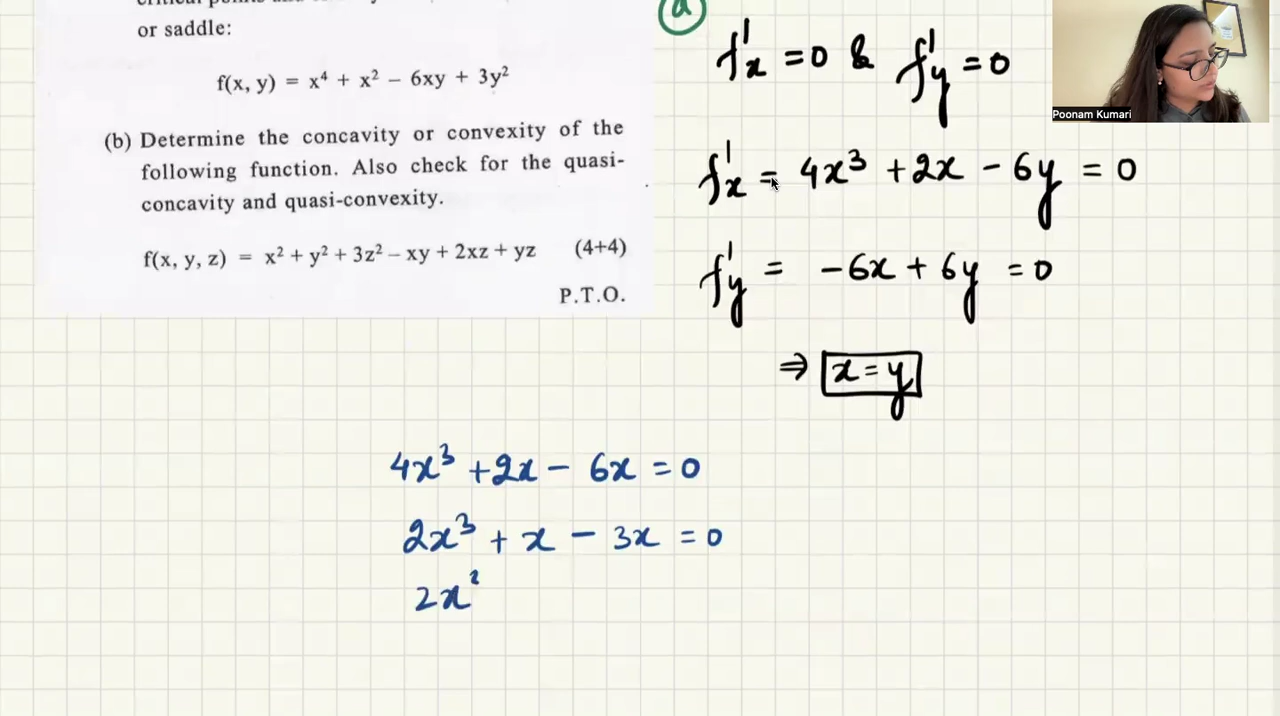 or saddle:
f(x, y) = x⁴ + x² − 6xy + 3y²
(b) Determine the concavity or convexity of the
following function. Also check for the quasi-
concavity and quasi-convexity.
f(x, y, z) = x² + y² + 3z² – xy + 2xz + yz (4+4)
P.T.O.
a
f'x = 0 & f'y = 0
f'x = 4x³ + 2x − 6y = 0
f'y = −6x + 6y = 0
⇒ x = y
4x³ + 2x − 6x = 0
2x³ + x − 3x = 0
2x²
Poonam Kumari